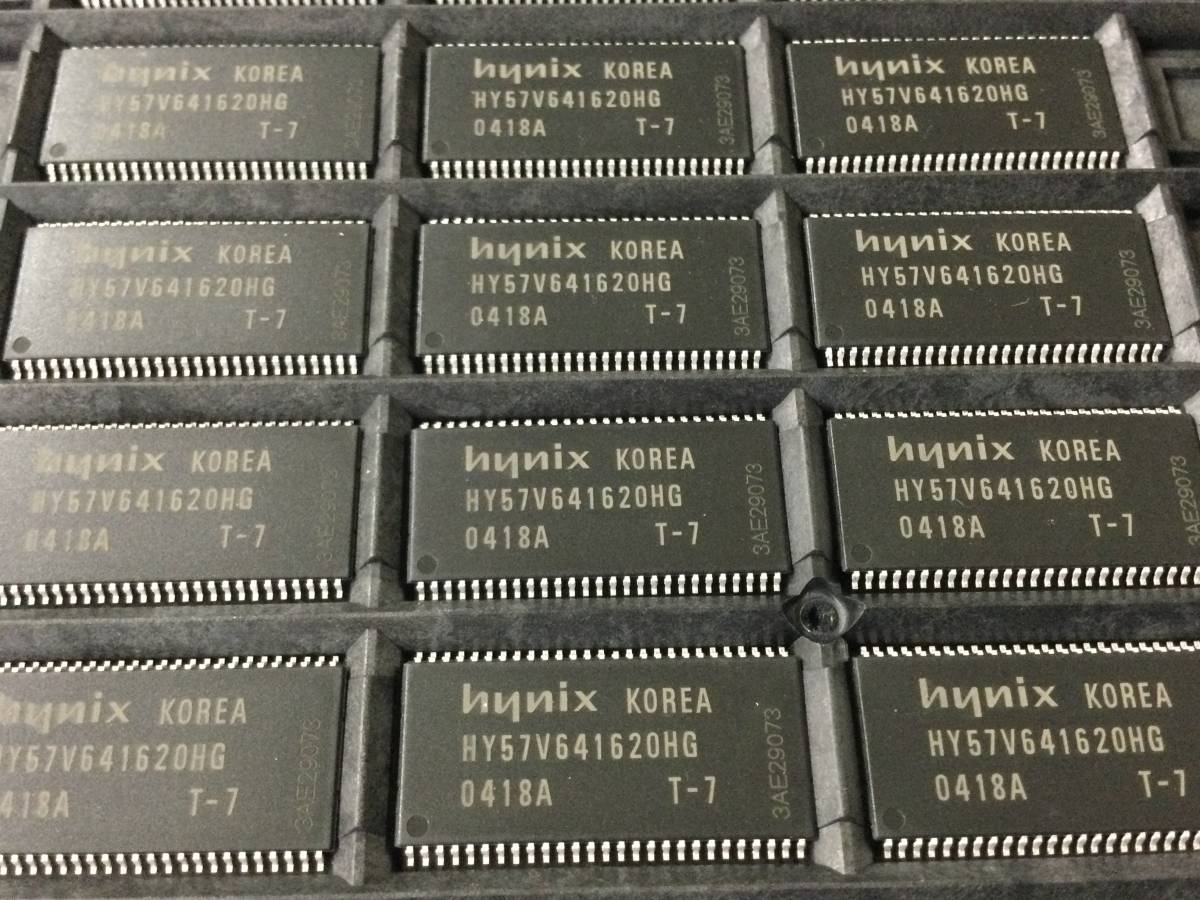 hynix KOREA
HY57V641620HG
0418A T-7
hynix KOREA
HY57V641620HG
0418A T-7
3AE29073
hynix KOREA
HY57V641620HG
0418A T-7
3AE29073
hynix KOREA
HY57V641620HG
0418A T-7
3AE29073
hynix KOREA
HY57V641620HG
0418A T-7
3AE29073
hynix KOREA
HY57V641620HG
0418A T-7
3AE29073
hynix KOREA
HY57V641620HG
0418A T-7
hynix KOREA
HY57V641620HG
0418A T-7
3AE29073
hynix KOREA
HY57V641620HG
0418A T-7
3AE29073
hynix KOREA
HY57V641620HG
418A T-7
3AE29073
hynix KOREA
HY57V641620HG
0418A T-7
3AE29073
hynix KOREA
HY57V641620HG
0418A T-7